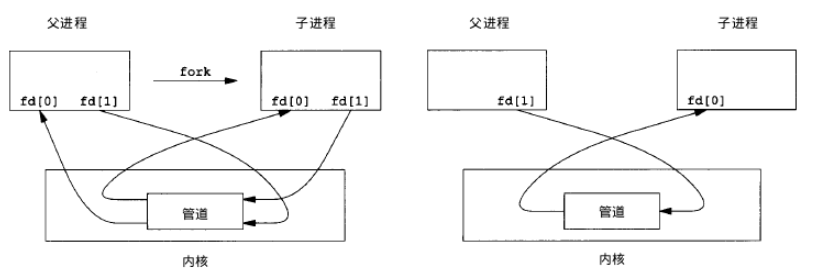 父进程 子进程 父进程 子进程
fork
fd[0] fd[1] fd[0] fd[1] fd[1] fd[0]
管道 管道
内核 内核